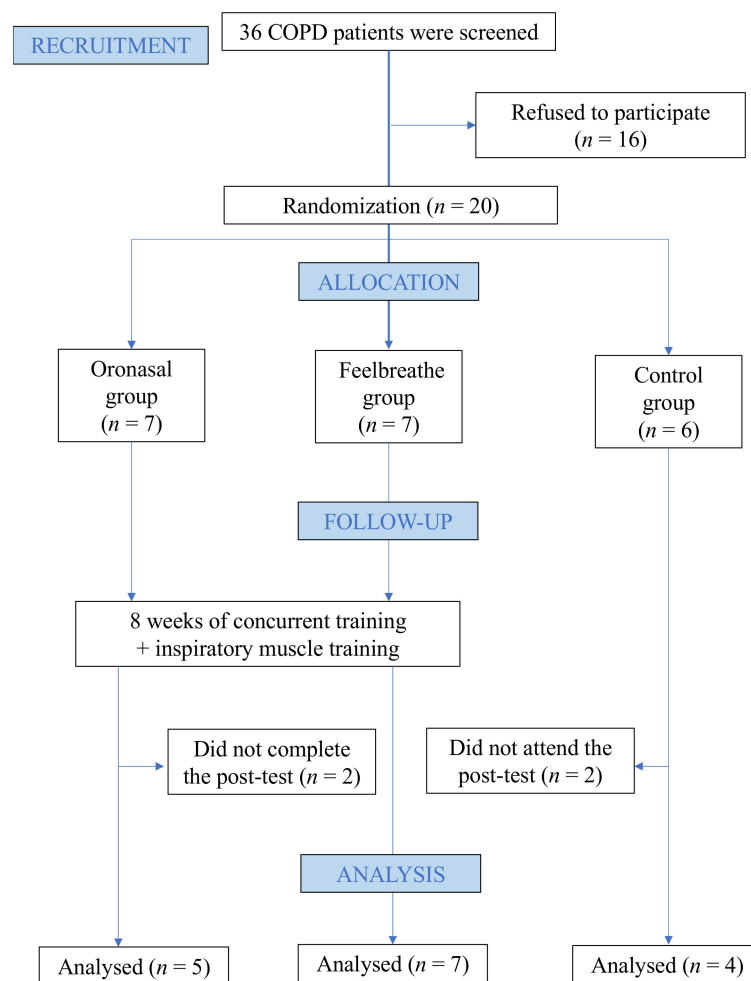 36 COPD patients were screened
RECRUITMENT
Refused to participate
(n = 16)
Randomization (n = 20)
ALLOCATION
Oronasal
group
(n = 7)
Feelbreathe
group
(n = 7)
Control
group
(n = 6)
FOLLOW-UP
8 weeks of concurrent training
+ inspiratory muscle training
Did not complete
the post-test (n = 2)
Did not attend the
post-test (n = 2)
ANALYSIS
Analysed (n = 5)
Analysed (n = 7)
Analysed (n = 4)